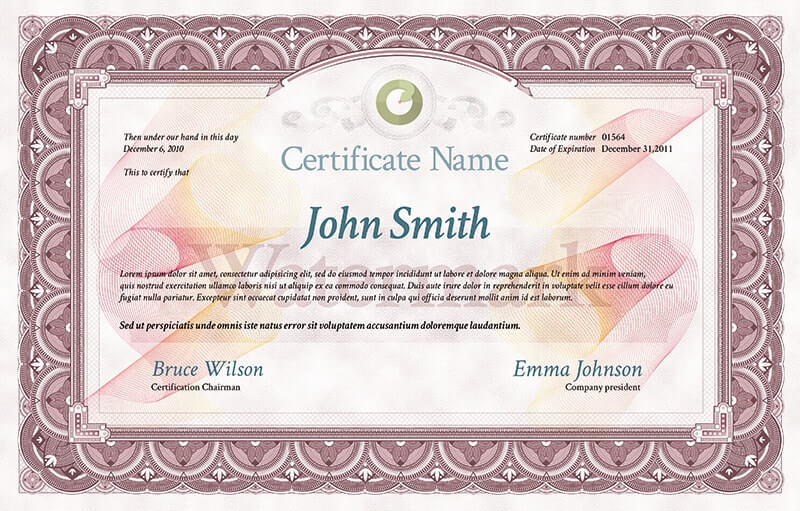 Then under our hand in this day
December 6, 2010
Certificate number 01564
Date of Expiration December 31,2011
This to certify that
Certificate Name
John Smith
Watermark
Lorem ipsum dolor sit amet, consectetur adipisicing elit, sed do eiusmod tempor incididunt ut labore et dolore magna aliqua. Ut enim ad minim veniam,
quis nostrud exercitation ullamco laboris nisi ut aliquip ex ea commodo consequat. Duis aute irure dolor in reprehenderit in voluptate velit esse cillum dolore eu
fugiat nulla pariatur. Excepteur sint occaecat cupidatat non proident, sunt in culpa qui officia deserunt mollit anim id est laborum.
Sed ut perspiciatis unde omnis iste natus error sit voluptatem accusantium doloremque laudantium.
Bruce Wilson
Certification Chairman
Emma Johnson
Company president